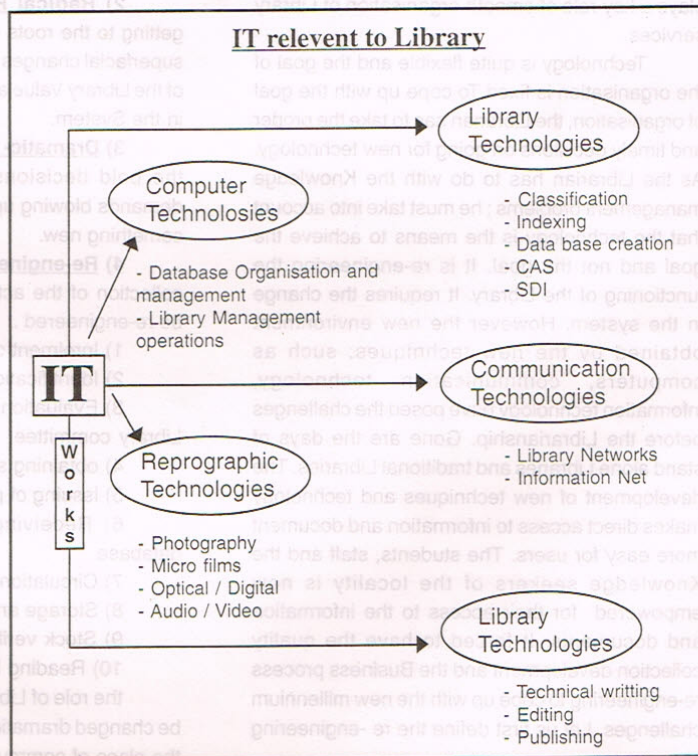 IT relevent to Library
Library
Technologies
- Classification
- Indexing
- Data base creation
- CAS
- SDI
Computer
Technolosies
- Database Organisation and
management
- Library Management
operations
IT
Communication
Technologies
- Library Networks
- Information Net
W
r
k
s
Reprographic
Technologies
- Photography
- Micro films
- Optical / Digital
- Audio / Video
Library
Technologies
- Technical writting
- Editing
- Publishing